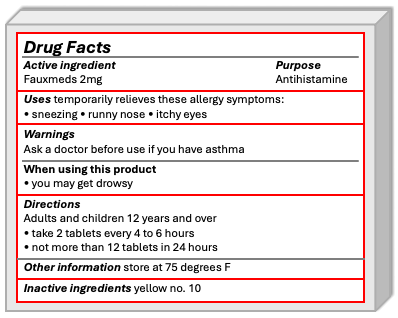 Drug Facts
Active ingredient Purpose
Fauxmeds 2mg Antihistamine
Uses temporarily relieves these allergy symptoms:
• sneezing • runny nose • itchy eyes
Warnings
Ask a doctor before use if you have asthma
When using this product
• you may get drowsy
Directions
Adults and children 12 years and over
• take 2 tablets every 4 to 6 hours
• not more than 12 tablets in 24 hours
Other information store at 75 degrees F
Inactive ingredients yellow no. 10